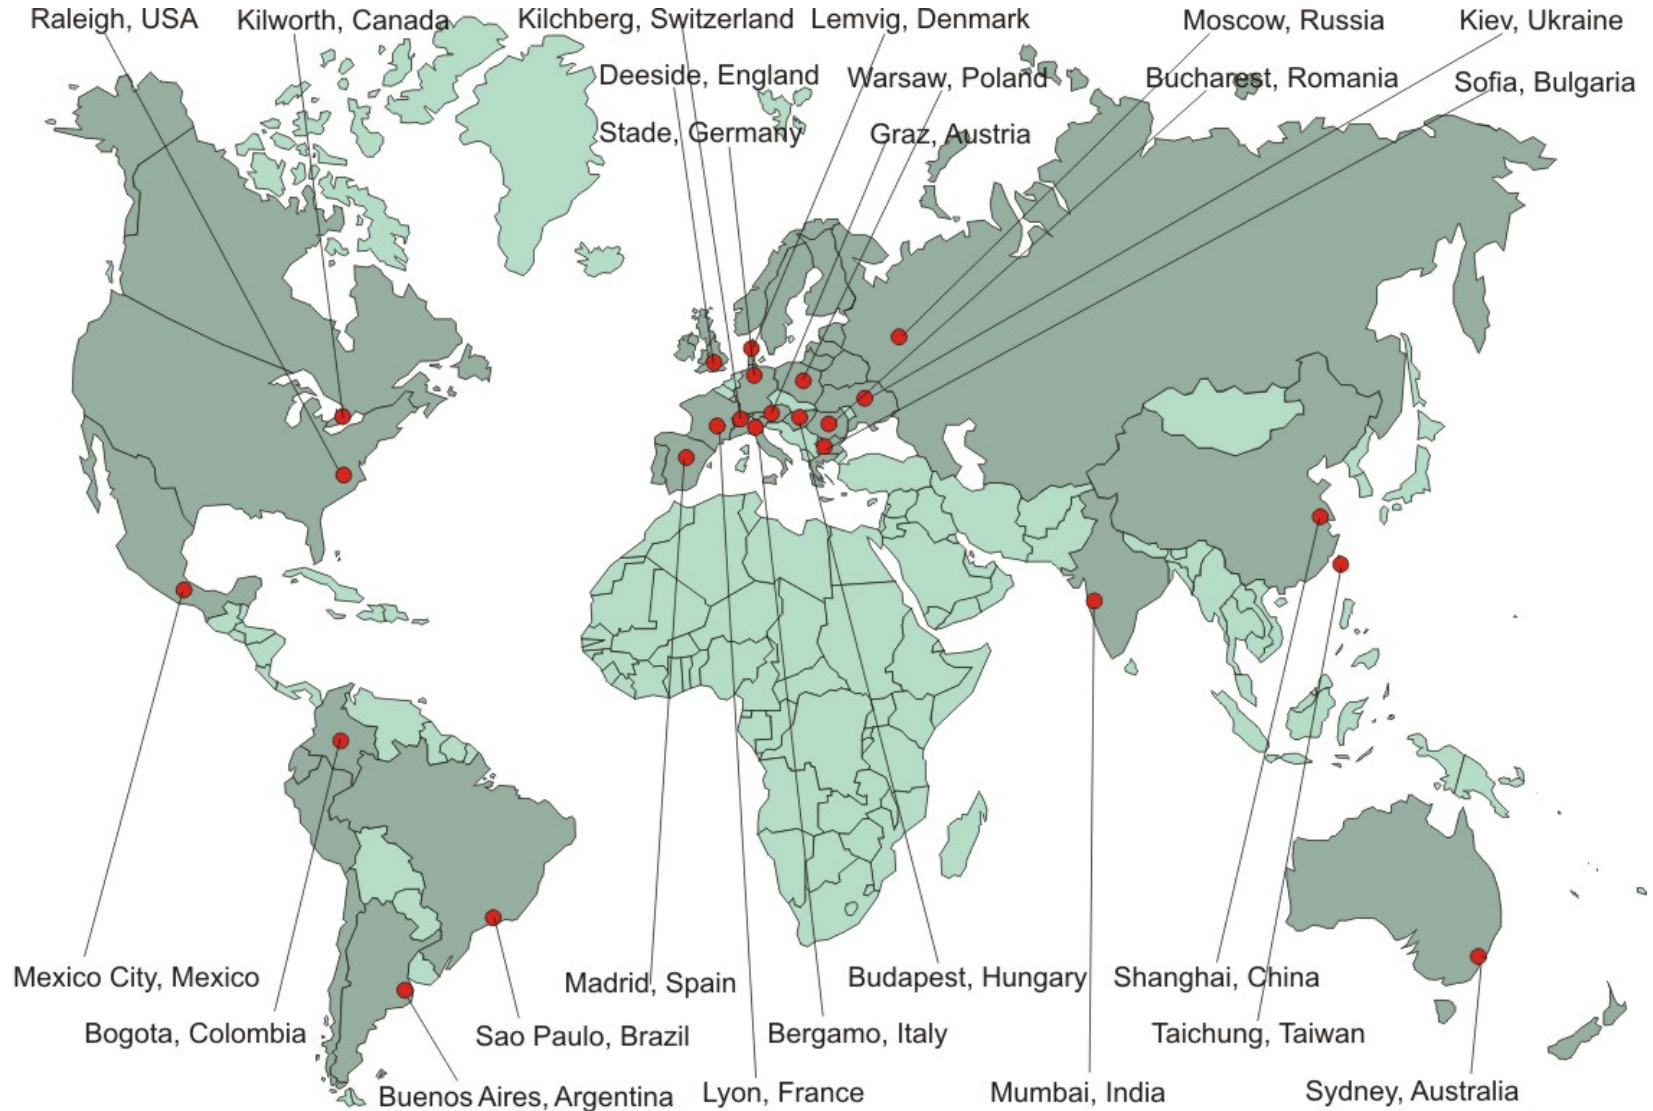 Raleigh, USA
Kilworth, Canada
Kilchberg, Switzerland
Lemvig, Denmark
Moscow, Russia
Kiev, Ukraine
Deeside, England
Warsaw, Poland
Bucharest, Romania
Sofia, Bulgaria
Stade, Germany
Graz, Austria
Mexico City, Mexico
Madrid, Spain
Budapest, Hungary
Shanghai, China
Bogota, Colombia
Sao Paulo, Brazil
Bergamo, Italy
Taichung, Taiwan
Buenos Aires, Argentina
Lyon, France
Mumbai, India
Sydney, Australia